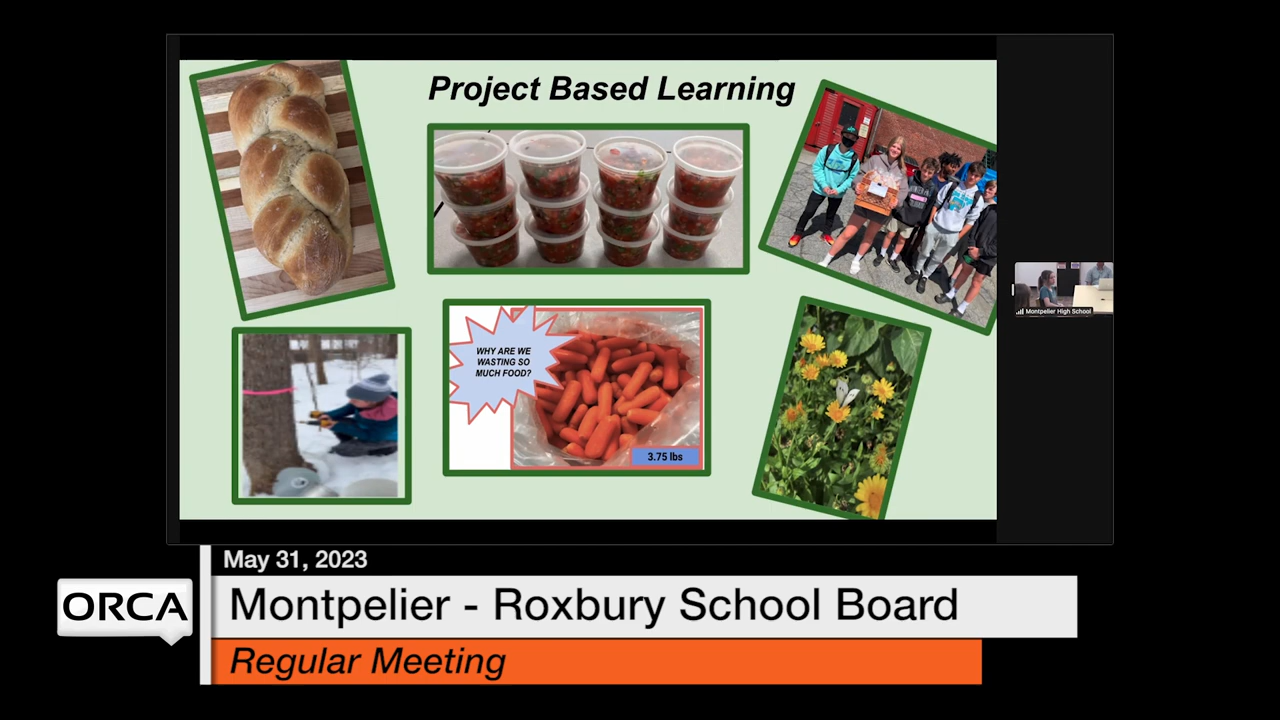 Project Based Learning
WHY ARE WE
WASTING SO
MUCH FOOD?
3.75 lbs
Montpelier High School
May 31, 2023
ORCA
Montpelier - Roxbury School Board
Regular Meeting